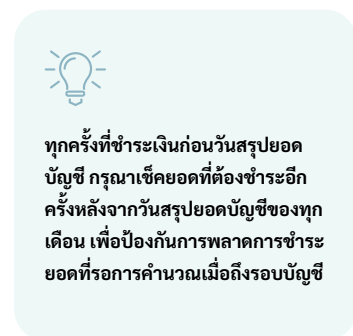 ทุกครั้งที่ชำระเงินก่อนวันสรุปยอด
บัญชี กรุณาเช็คยอดที่ต้องชำระอีก
ครั้งหลังจากวันสรุปยอดบัญชีของทุก
เดือน เพื่อป้องกันการพลาดการชำระ
ยอดที่รอการคำนวณเมื่อถึงรอบบัญชี